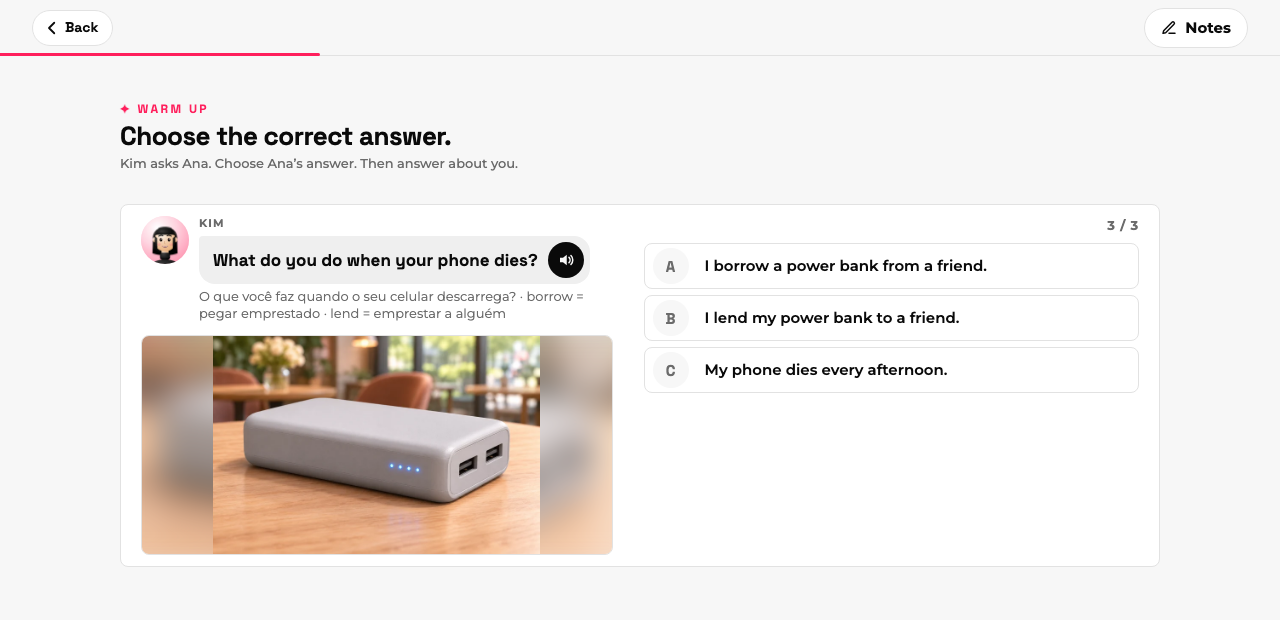 Back
Notes
WARM UP
Choose the correct answer.
Kim asks Ana. Choose Ana's answer. Then answer about you.
KIM
3 / 3
What do you do when your phone dies?
O que você faz quando o seu celular descarrega? · borrow =
pegar emprestado · lend = emprestar a alguém
A I borrow a power bank from a friend.
B I lend my power bank to a friend.
C My phone dies every afternoon.